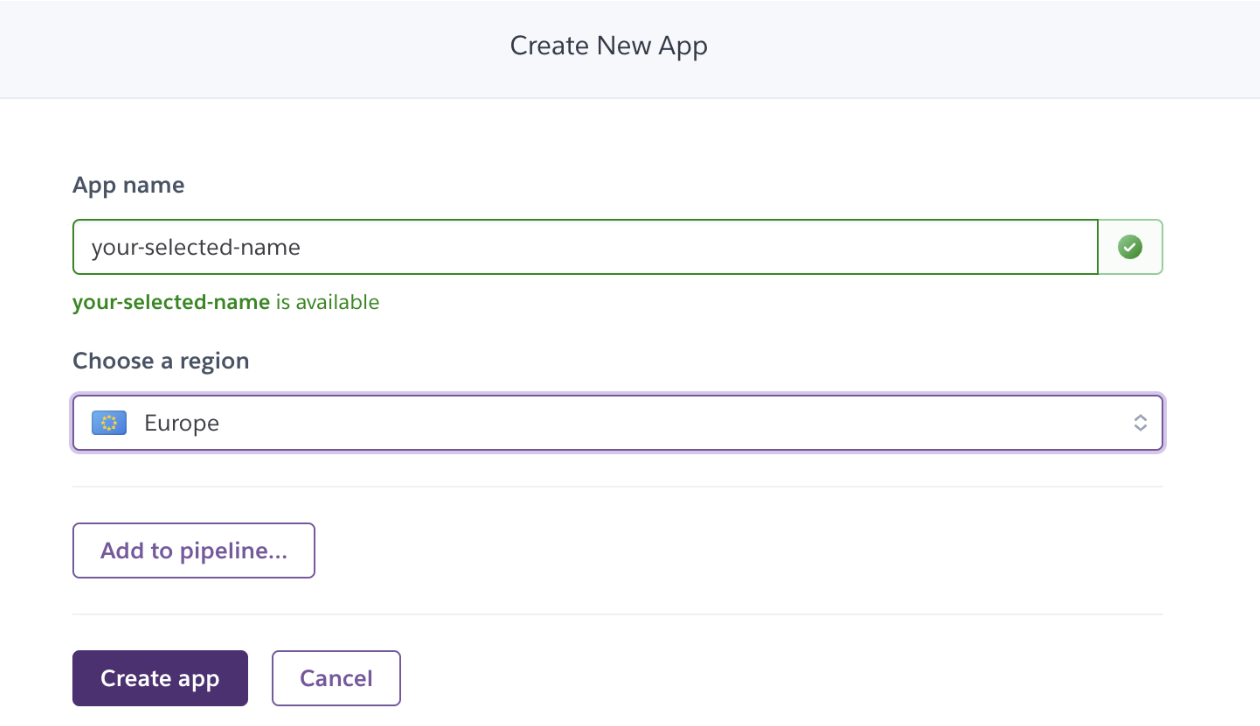 Create New App
App name
your-selected-name
your-selected-name is available
Choose a region
Europe
Add to pipeline...
Create app Cancel